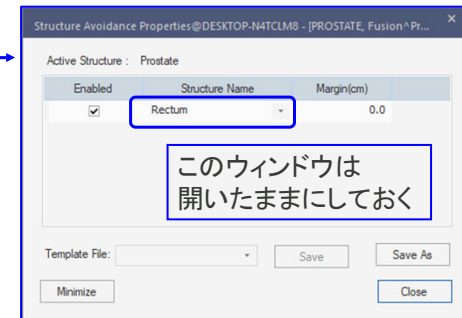 Structure Avoidance Properties@DESKTOP-N4TCLM8 - [PROSTATE, Fusion^Pr...
Active Structure : Prostate
Enabled Structure Name Margin(cm)
Rectum 0.0
このウィンドウは
開いたままにしておく
Template File: Save Save As
Minimize Close